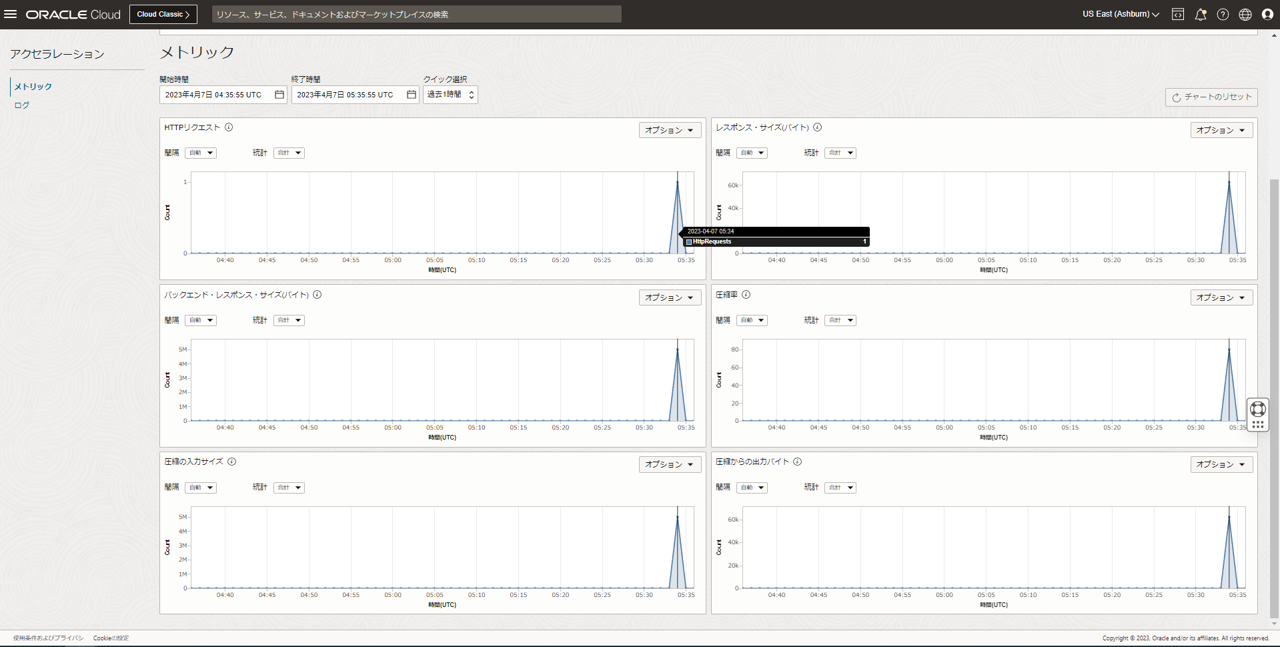 ORACLE Cloud
Cloud Classic
リソース、サービス、ドキュメントおよびマーケットプレイスの検索
US East (Ashburn)
アクセラレーション
メトリック
ログ
メトリック
開始時間 終了時間 クイック選択
2023年4月7日 04:35:55 UTC 2023年4月7日 05:35:55 UTC 過去1時間
チャートのリセット
HTTPリクエスト オプション
間隔 自動 統計 合計
1
Count
0
04:40 04:45 04:50 04:55 05:00 05:05 05:10 05:15 05:20 05:25 05:30 05:35
時間(UTC)
2023-04-07 05:34
HttpRequests 1
レスポンス・サイズ(バイト) オプション
間隔 自動 統計 合計
60k
40k
Count
0
04:40 04:45 04:50 04:55 05:00 05:05 05:10 05:15 05:20 05:25 05:30 05:35
時間(UTC)
バックエンド・レスポンス・サイズ(バイト) オプション
間隔 自動 統計 合計
5M
4M
3M
2M
1M
0
Count
04:40 04:45 04:50 04:55 05:00 05:05 05:10 05:15 05:20 05:25 05:30 05:35
時間(UTC)
圧縮率 オプション
間隔 自動 統計 合計
80
60
40
20
0
Count
04:40 04:45 04:50 04:55 05:00 05:05 05:10 05:15 05:20 05:25 05:30 05:35
時間(UTC)
圧縮の入力サイズ オプション
間隔 自動 統計 合計
5M
4M
3M
2M
1M
0
Count
04:40 04:45 04:50 04:55 05:00 05:05 05:10 05:15 05:20 05:25 05:30 05:35
時間(UTC)
圧縮からの出力バイト オプション
間隔 自動 統計 合計
60k
40k
20k
0
Count
04:40 04:45 04:50 04:55 05:00 05:05 05:10 05:15 05:20 05:25 05:30 05:35
時間(UTC)
使用条件およびプライバシ Cookieの設定
Copyright © 2023, Oracle and/or its affiliates. All rights reserved.